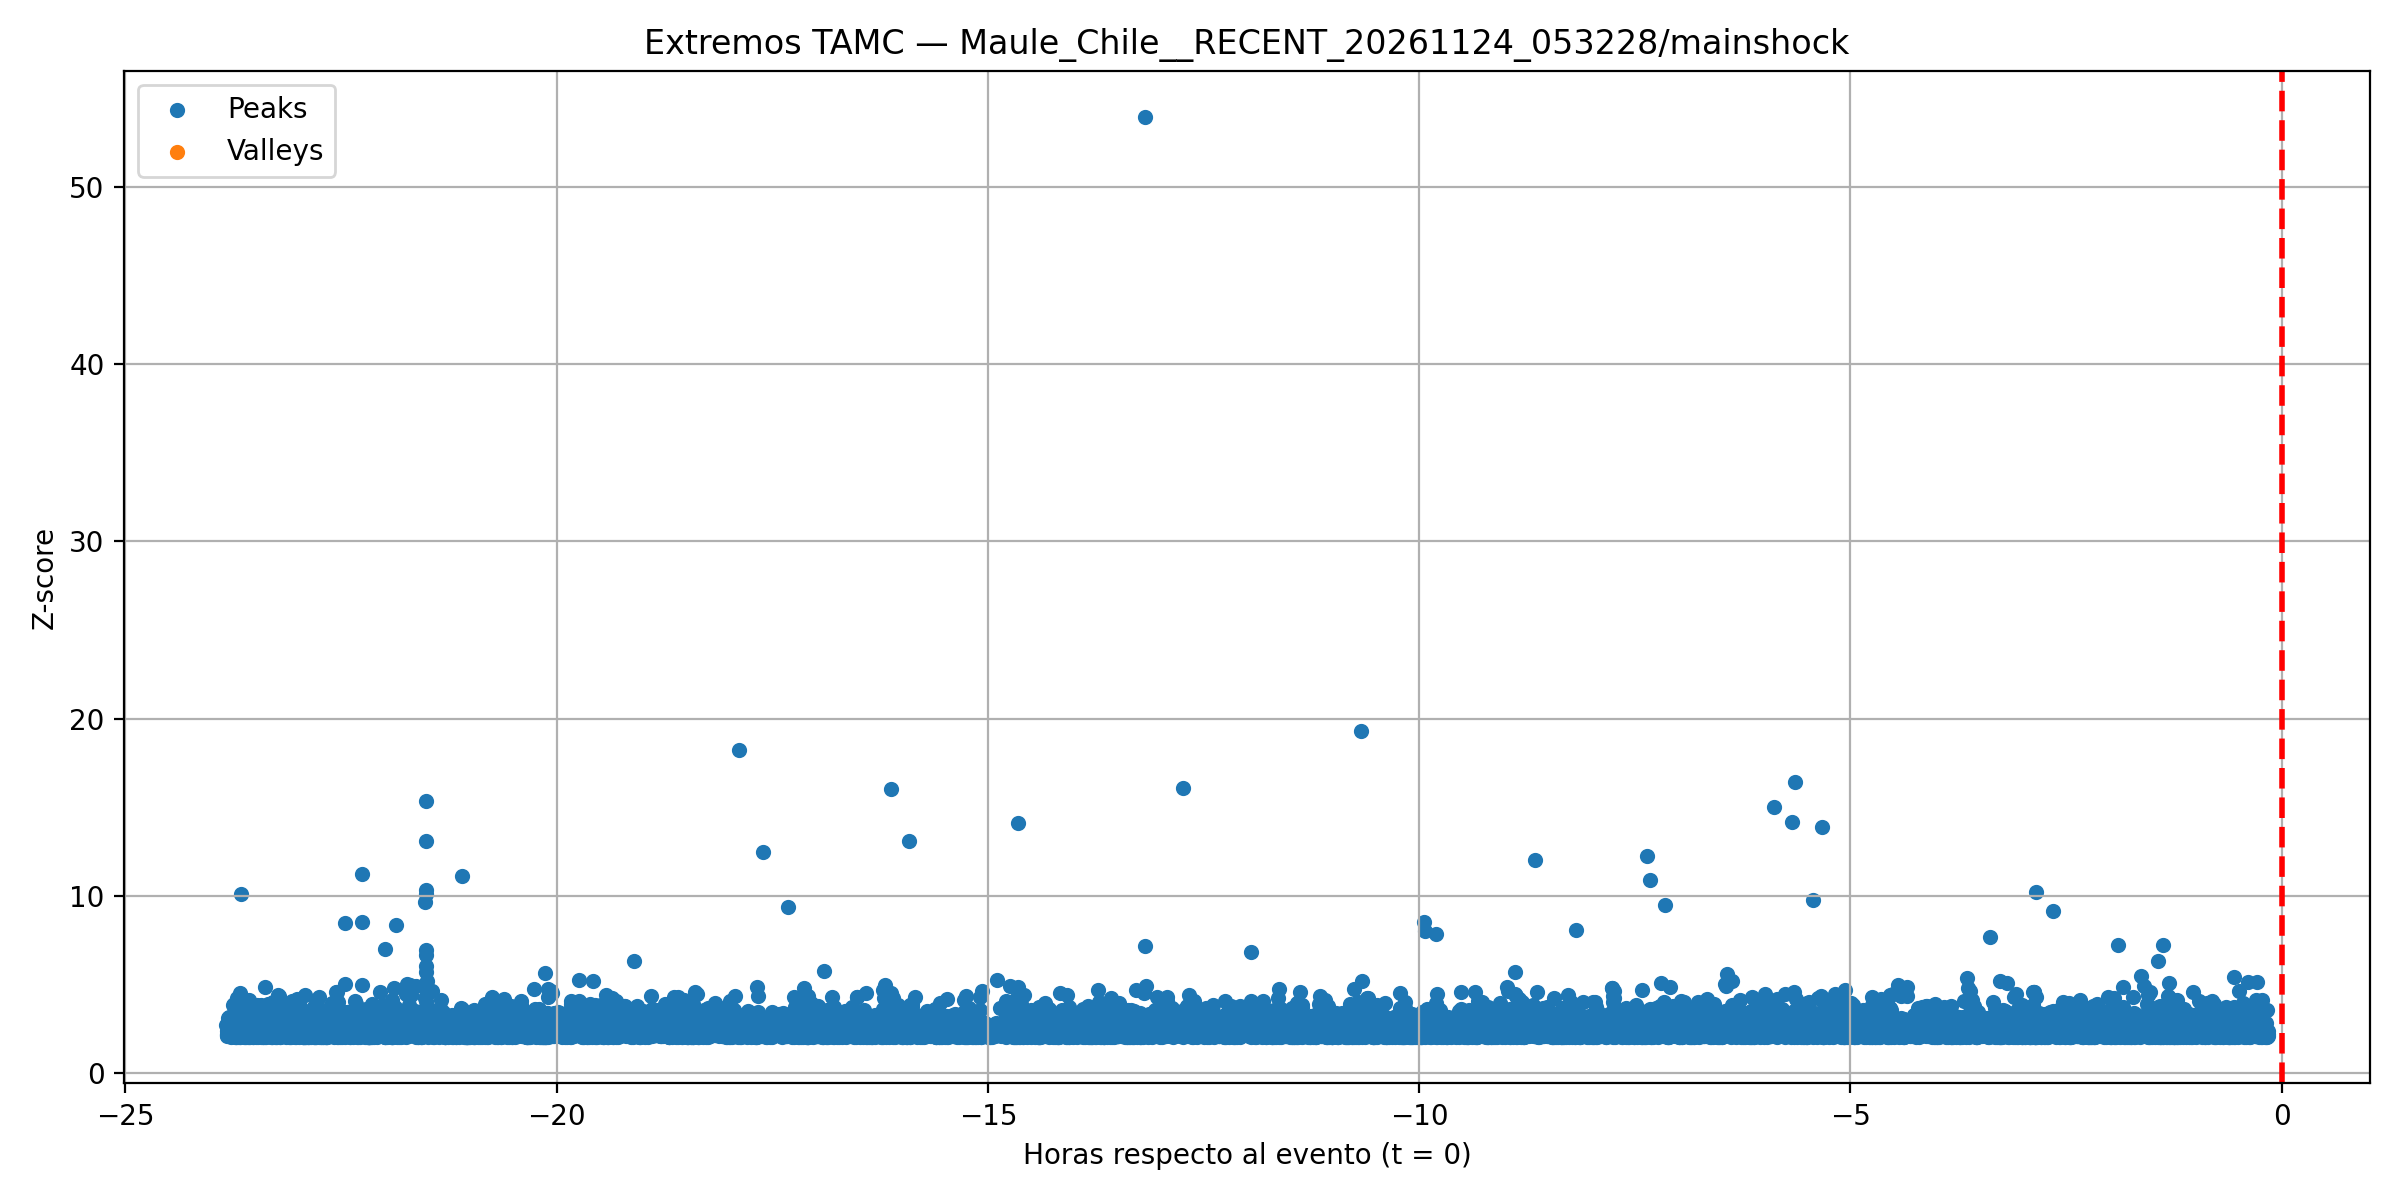 Extremos TAMC — Maule_Chile__RECENT_20261124_053228/mainshock
Peaks
Valleys
50
40
30
20
10
0
Z-score
−25
−20
−15
−10
−5
0
Horas respecto al evento (t = 0)